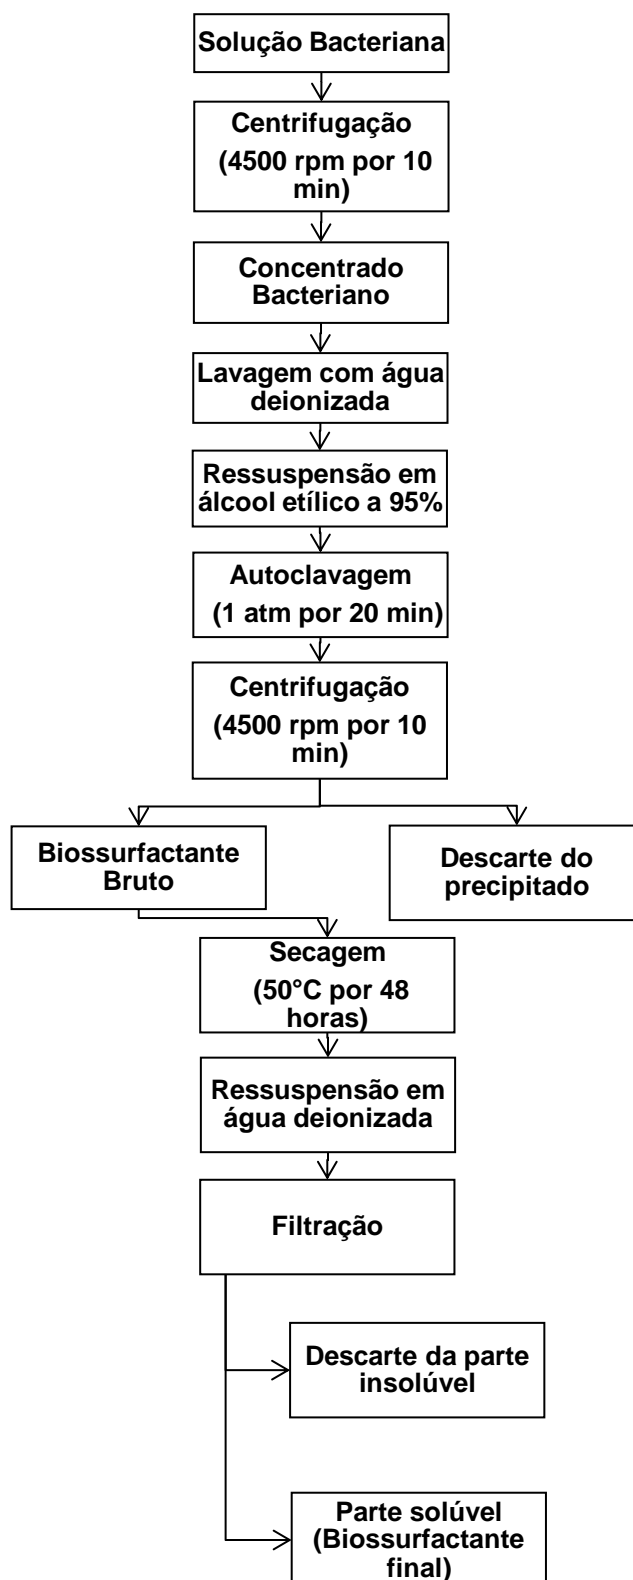 Solução Bacteriana
Centrifugação
(4500 rpm por 10
min)
Concentrado
Bacteriano
Lavagem com água
deionizada
Ressuspensão em
álcool etílico a 95%
Autoclavagem
(1 atm por 20 min)
Centrifugação
(4500 rpm por 10
min)
Biossurfactante
Bruto
Descarte do
precipitado
Secagem
(50°C por 48
horas)
Ressuspensão em
água deionizada
Filtração
Descarte da parte
insolúvel
Parte solúvel
(Biossurfactante
final)